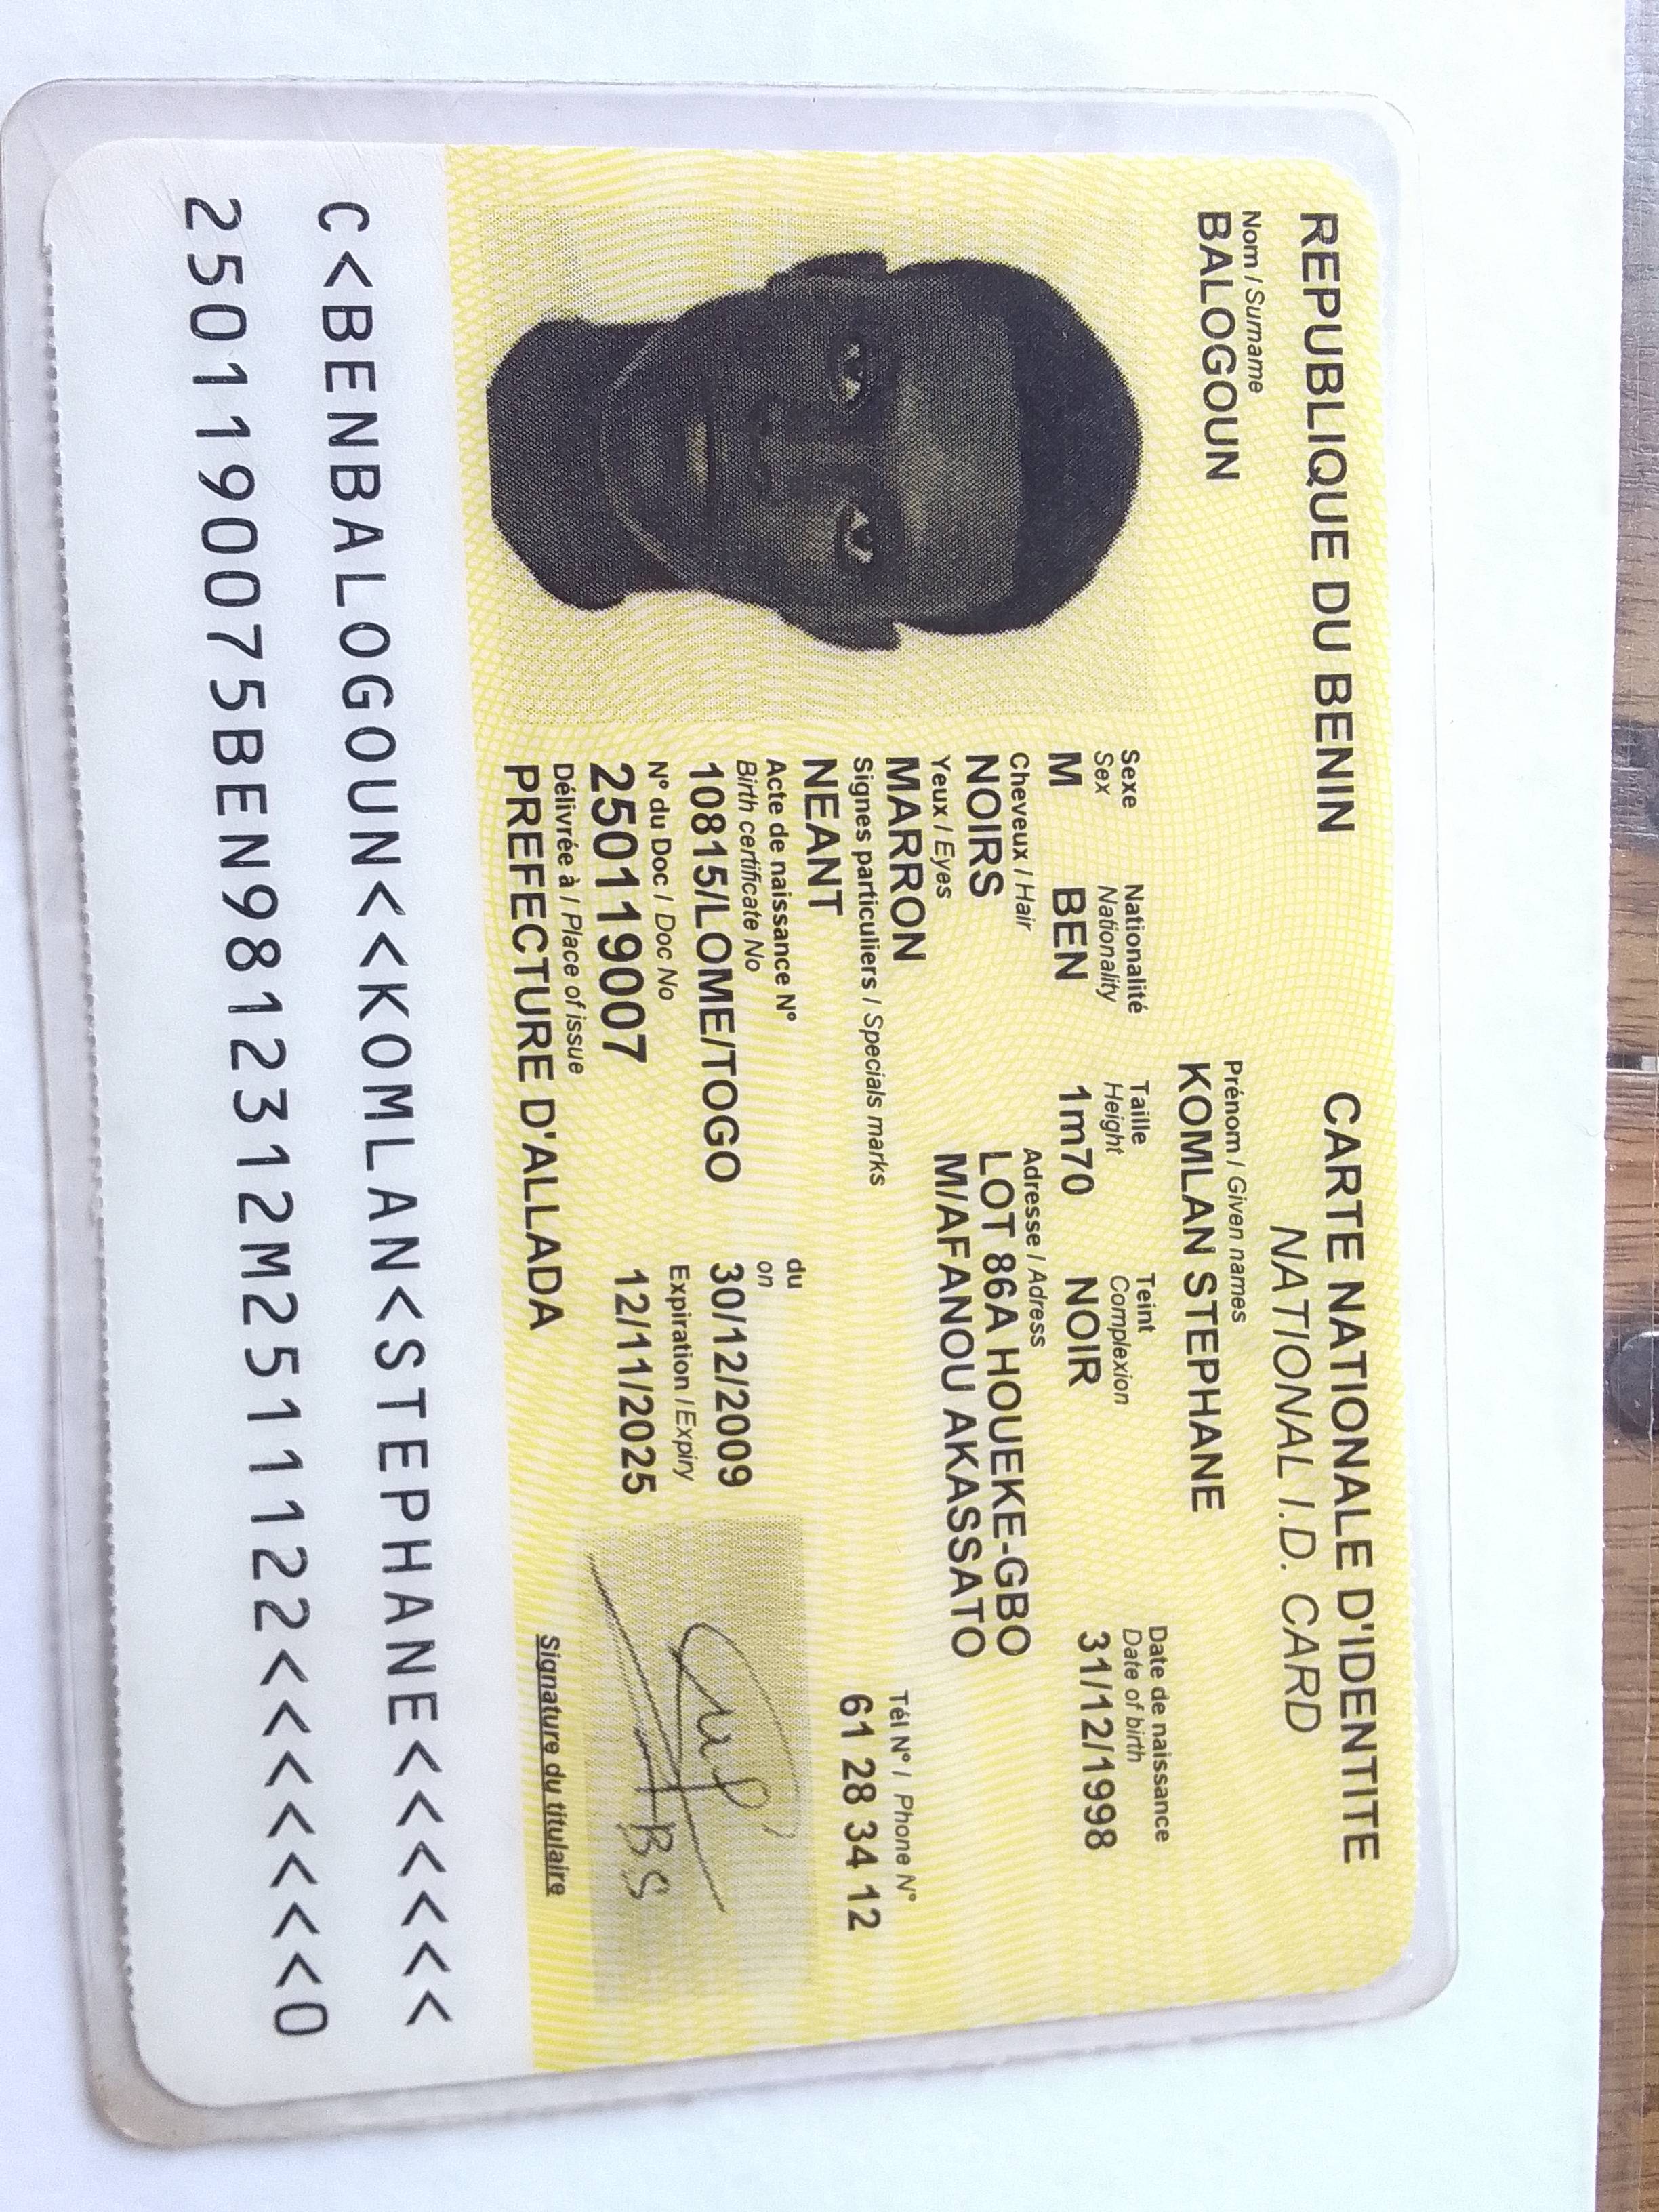 REPUBLIQUE DU BENIN
CARTE NATIONALE D'IDENTITE
NATIONAL I.D. CARD
Nom / Surname
BALOGOUN
Prénom / Given names
KOMLAN STEPHANE
Sexe
Sex
M
Nationalité
Nationality
BEN
Taille
Height
1m70
Teint
Complexion
NOIR
Date de naissance
Date of birth
31/12/1998
Cheveux / Hair
NOIRS
Adresse / Adress
LOT 86A HOUEKE-GBO
M/AFANOU AKASSATO
Yeux / Eyes
MARRON
Signes particuliers / Specials marks
NEANT
Tél N° / Phone N°
61 28 34 12
Acte de naissance N°
Birth certificate No
10815/LOME/TOGO
du
on
30/12/2009
N° du Doc / Doc No
250119007
Expiration / Expiry
12/11/2025
Délivrée à / Place of issue
PREFECTURE D'ALLADA
BS
Signature du titulaire
C<BENBALOGOUN<<KOMLAN<STEPHANE<<<<<<
2501190075BEN9812312M2511122<<<<<<<0